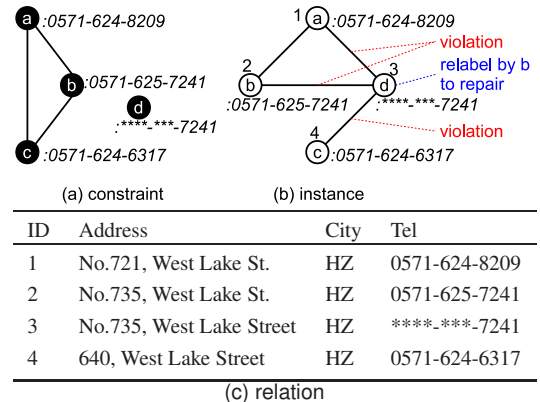 a :0571-624-8209
b :0571-625-7241
d
:****-***-7241
c :0571-624-6317
(a) constraint
1 a :0571-624-8209
violation
2 b :0571-625-7241
3 d :****-***-7241
relabel by b
to repair
4 c :0571-624-6317
violation
(b) instance
ID Address City Tel
1 No.721, West Lake St. HZ 0571-624-8209
2 No.735, West Lake St. HZ 0571-625-7241
3 No.735, West Lake Street HZ ****-***-7241
4 640, West Lake Street HZ 0571-624-6317
(c) relation